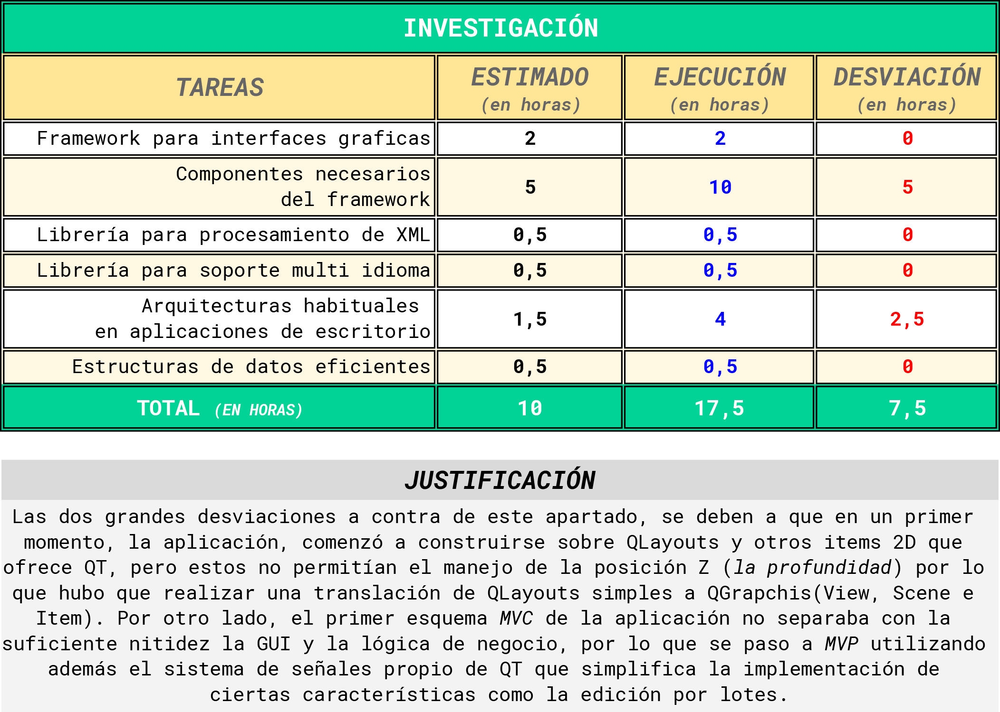 INVESTIGACIÓN
TAREAS
ESTIMADO
(en horas)
EJECUCIÓN
(en horas)
DESVIACIÓN
(en horas)
Framework para interfaces graficas 2 2 0
Componentes necesarios
del framework 5 10 5
Librería para procesamiento de XML 0,5 0,5 0
Librería para soporte multi idioma 0,5 0,5 0
Arquitecturas habituales
en aplicaciones de escritorio 1,5 4 2,5
Estructuras de datos eficientes 0,5 0,5 0
TOTAL (EN HORAS) 10 17,5 7,5
JUSTIFICACIÓN
Las dos grandes desviaciones a contra de este apartado, se deben a que en un primer
momento, la aplicación, comenzó a construirse sobre QLayouts y otros items 2D que
ofrece QT, pero estos no permitían el manejo de la posición Z (la profundidad) por lo
que hubo que realizar una translación de QLayouts simples a QGrapchis(View, Scene e
Item). Por otro lado, el primer esquema MVC de la aplicación no separaba con la
suficiente nitidez la GUI y la lógica de negocio, por lo que se paso a MVP utilizando
además el sistema de señales propio de QT que simplifica la implementación de
ciertas características como la edición por lotes.